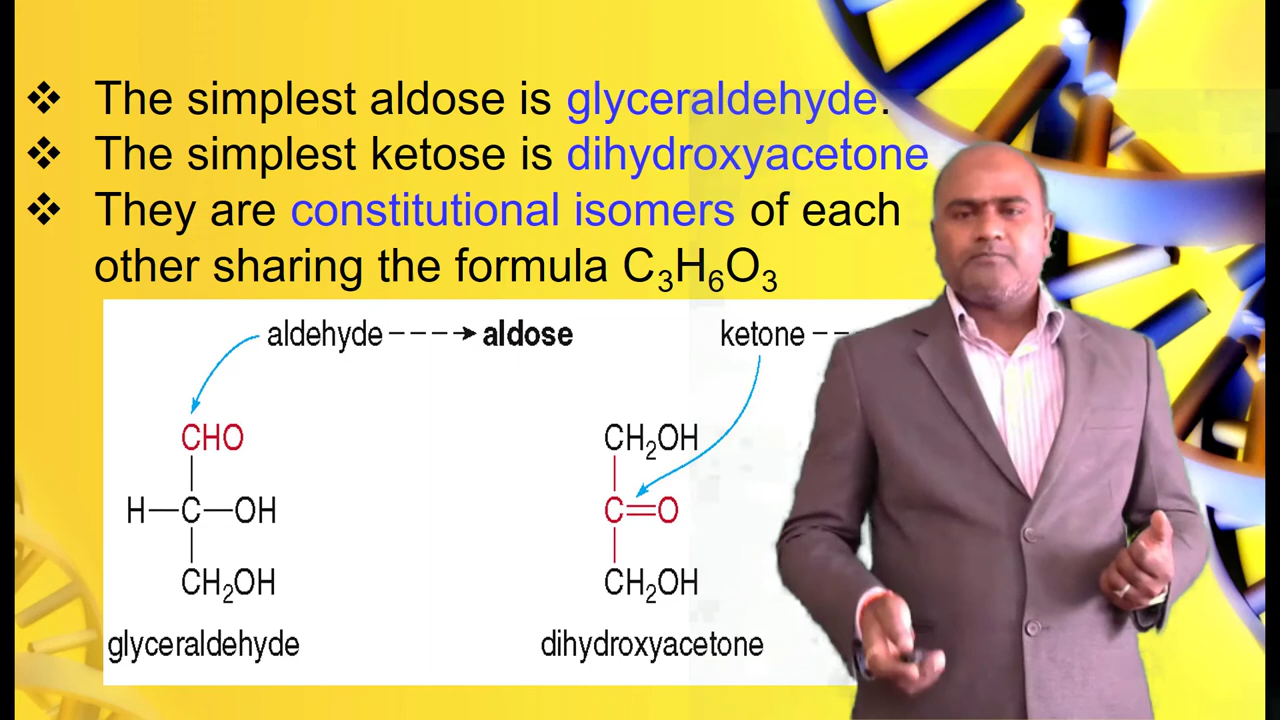 ❖ The simplest aldose is glyceraldehyde.
❖ The simplest ketose is dihydroxyacetone
❖ They are constitutional isomers of each
other sharing the formula C₃H₆O₃
aldehyde ---→ aldose
ketone --
CHO
CH₂OH
H—C—OH
C=O
CH₂OH
CH₂OH
glyceraldehyde
dihydroxyacetone